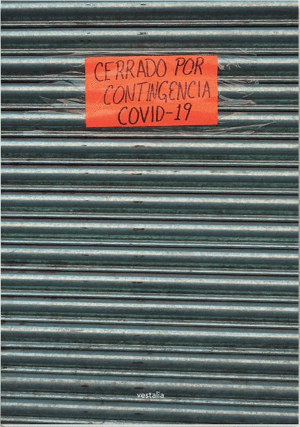 CERRADO POR
CONTINGENCIA
COVID-19
vestalia